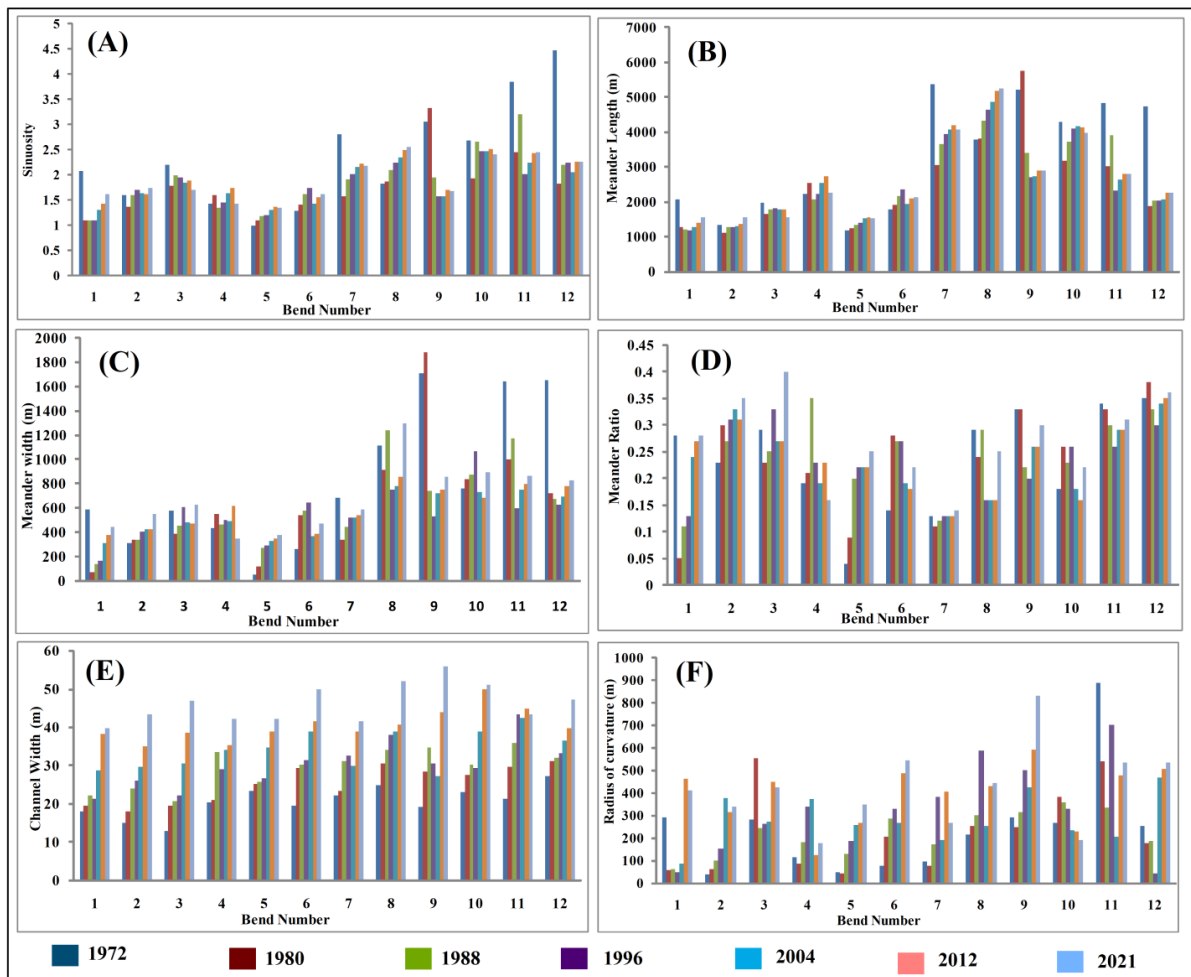 (A)
Sinuosity
5
4.5
4
3.5
3
2.5
2
1.5
1
0.5
0
1 2 3 4 5 6 7 8 9 10 11 12
Bend Number
(B)
Meander Length (m)
7000
6000
5000
4000
3000
2000
1000
0
1 2 3 4 5 6 7 8 9 10 11 12
Bend Number
(C)
Meander width (m)
2000
1800
1600
1400
1200
1000
800
600
400
200
0
1 2 3 4 5 6 7 8 9 10 11 12
Bend Number
(D)
Meander Ratio
0.45
0.4
0.35
0.3
0.25
0.2
0.15
0.1
0.05
0
1 2 3 4 5 6 7 8 9 10 11 12
Bend Number
(E)
Channel Width (m)
60
50
40
30
20
10
0
1 2 3 4 5 6 7 8 9 10 11 12
Bend Number
(F)
Radius of curvature (m)
1000
900
800
700
600
500
400
300
200
100
0
1 2 3 4 5 6 7 8 9 10 11 12
Bend Number
1972 1980 1988 1996 2004 2012 2021